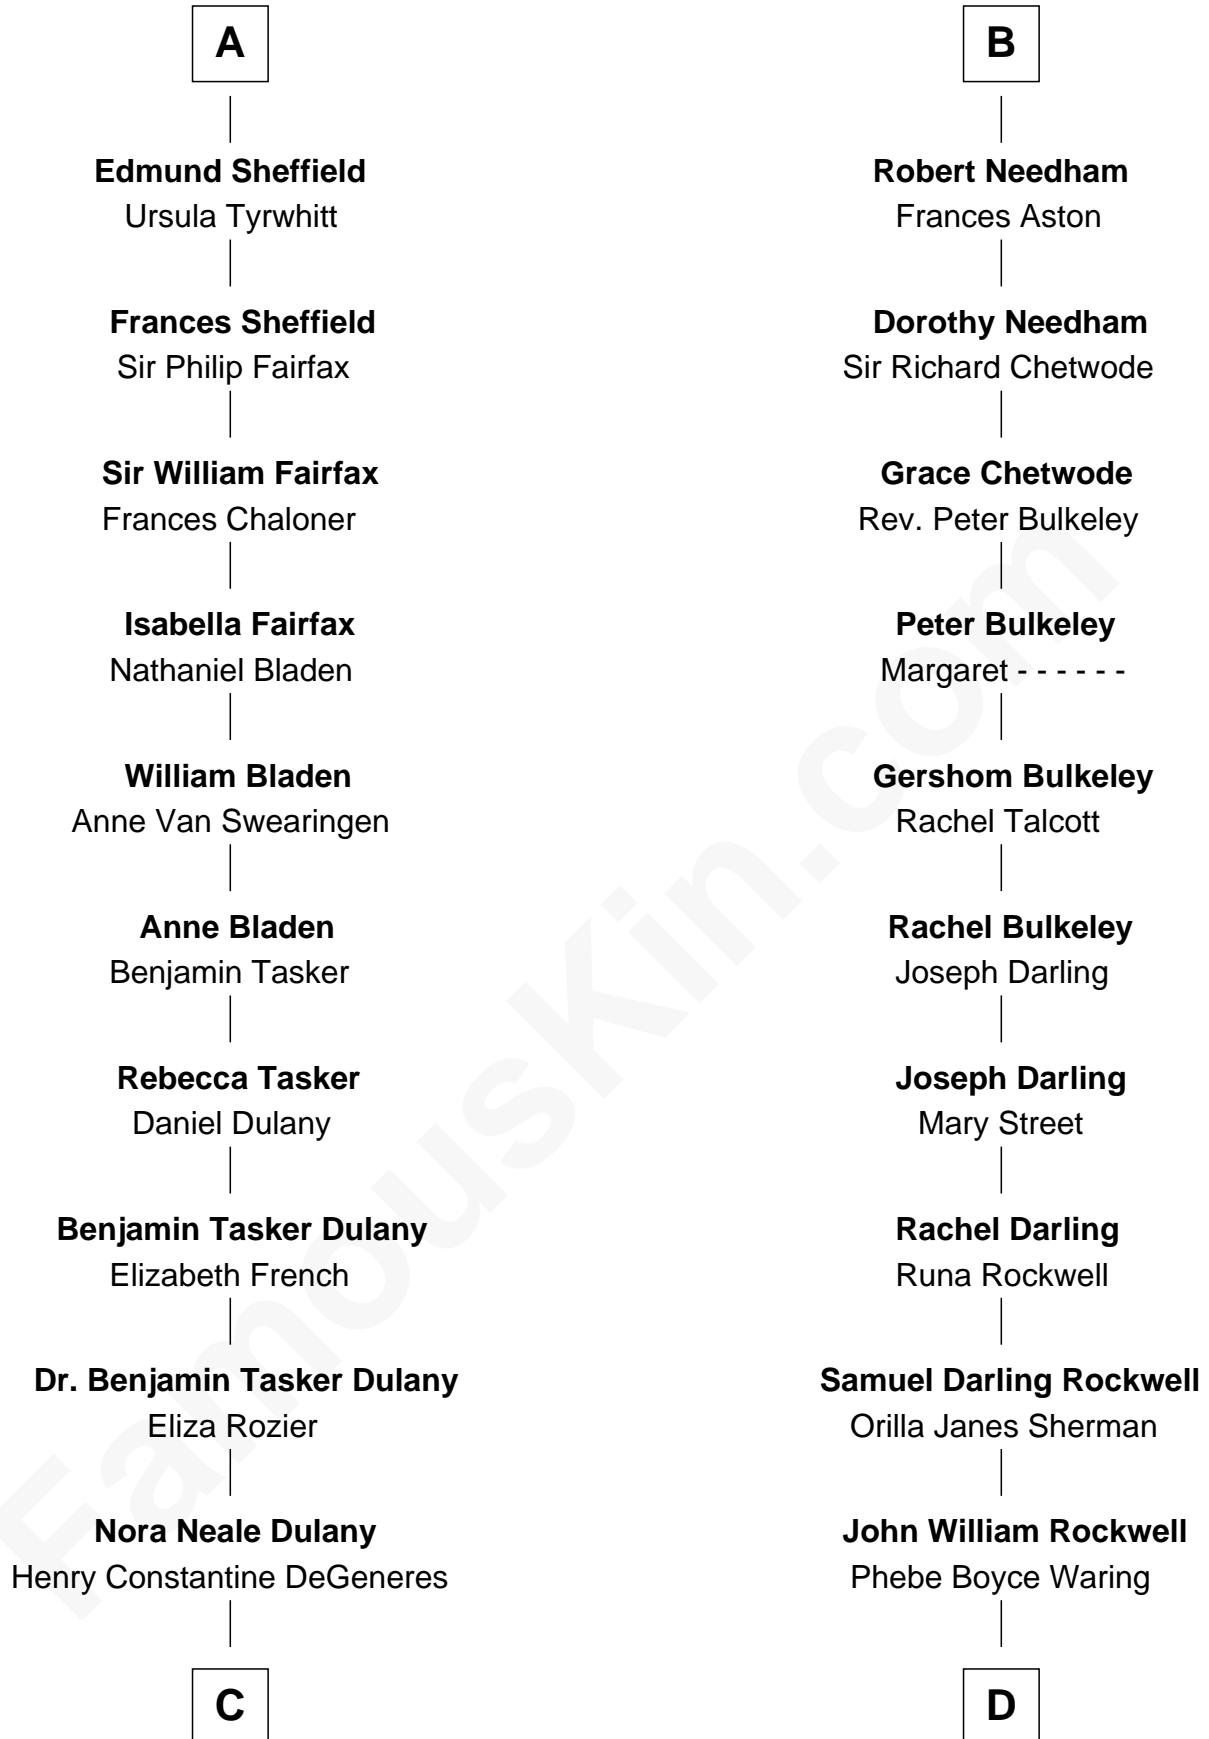 A
Edmund Sheffield
Ursula Tyrwhitt
Frances Sheffield
Sir Philip Fairfax
Sir William Fairfax
Frances Chaloner
Isabella Fairfax
Nathaniel Bladen
William Bladen
Anne Van Swearingen
Anne Bladen
Benjamin Tasker
Rebecca Tasker
Daniel Dulany
Benjamin Tasker Dulany
Elizabeth French
Dr. Benjamin Tasker Dulany
Eliza Rozier
Nora Neale Dulany
Henry Constantine DeGeneres
C
B
Robert Needham
Frances Aston
Dorothy Needham
Sir Richard Chetwode
Grace Chetwode
Rev. Peter Bulkeley
Peter Bulkeley
Margaret - - - - - -
Gershom Bulkeley
Rachel Talcott
Rachel Bulkeley
Joseph Darling
Joseph Darling
Mary Street
Rachel Darling
Runa Rockwell
Samuel Darling Rockwell
Orilla Janes Sherman
John William Rockwell
Phebe Boyce Waring
D
FamousKin.com